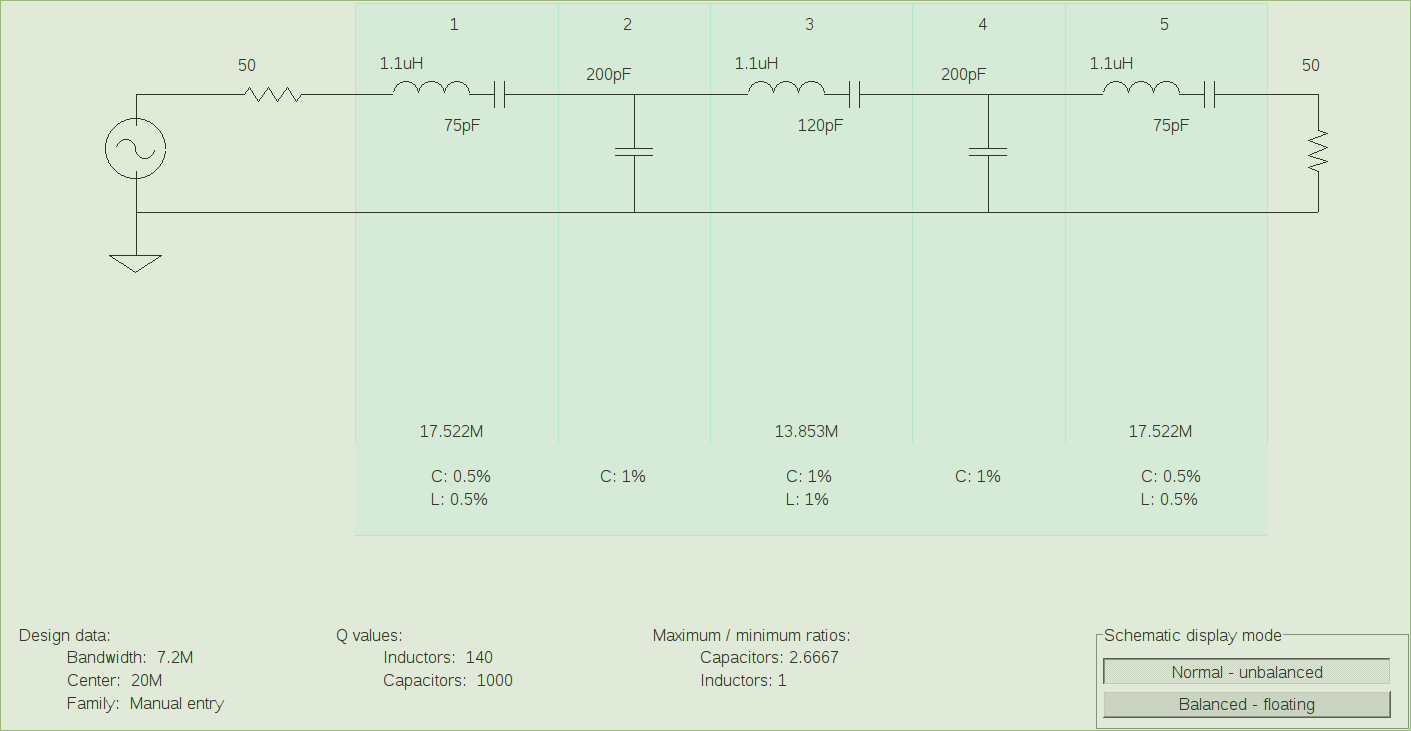 1 2 3 4 5
50 1.1uH 200pF 1.1uH 200pF 1.1uH 50
75pF 120pF 75pF
17.522M 13.853M 17.522M
C: 0.5% C: 1% C: 1% C: 1% C: 0.5%
L: 0.5% L: 1% L: 0.5%
Design data: Q values: Maximum / minimum ratios: Schematic display mode
Bandwidth: 7.2M Inductors: 140 Capacitors: 2.6667
Normal - unbalanced
Center: 20M Capacitors: 1000 Inductors: 1
Family: Manual entry Balanced - floating